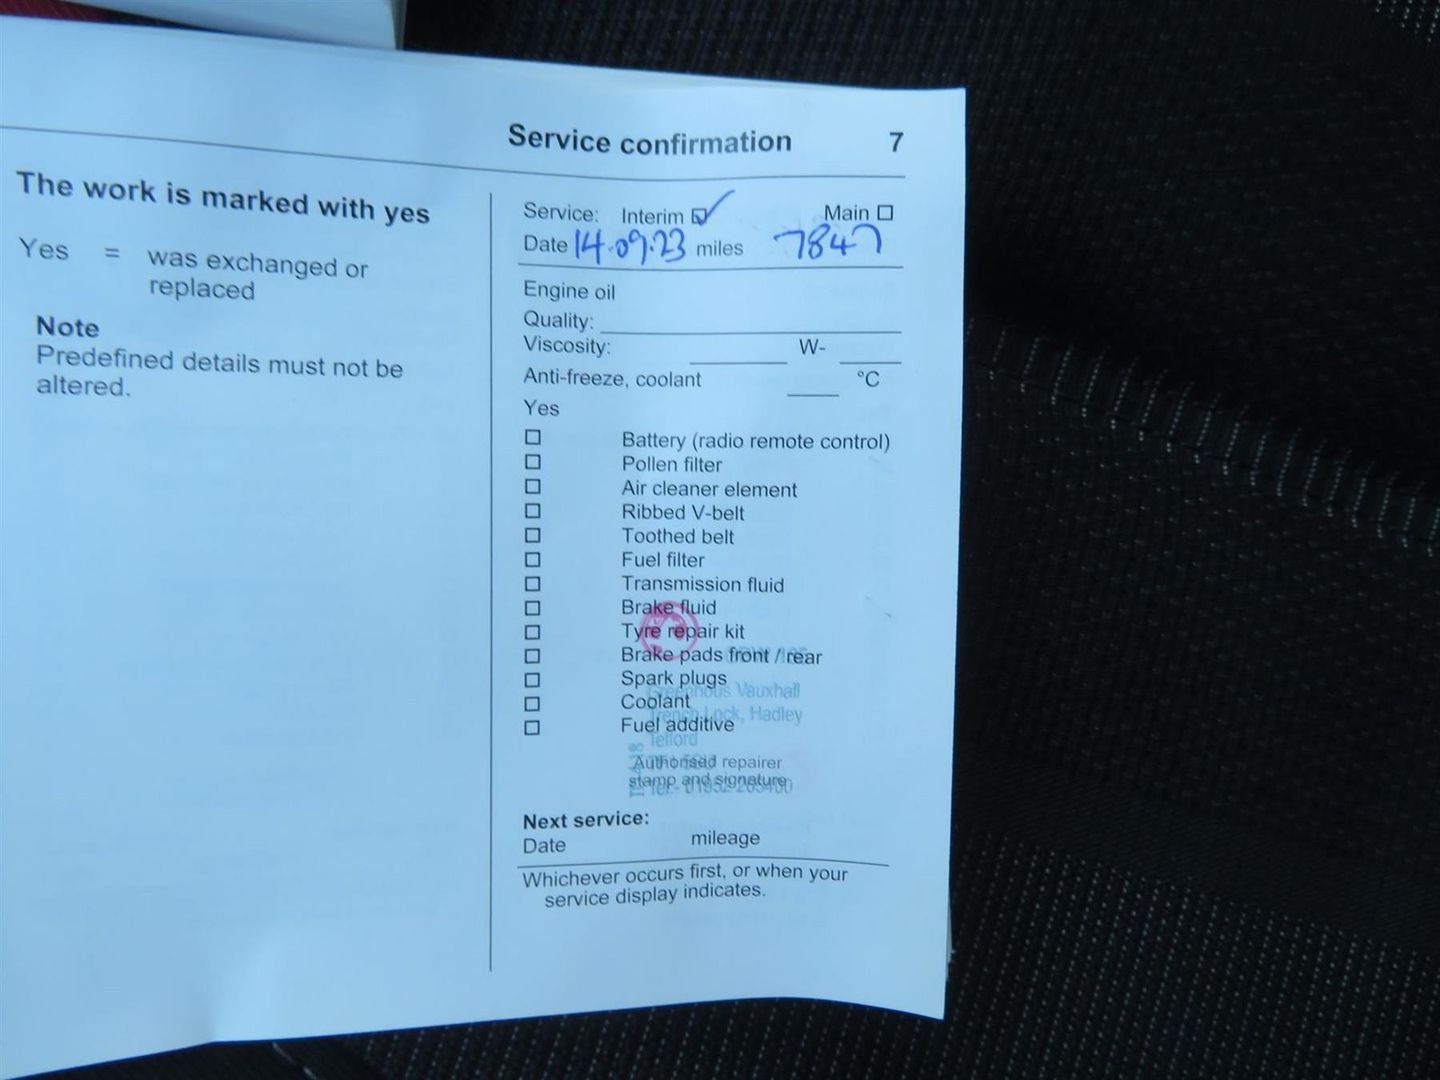 Service confirmation 7
The work is marked with yes
Yes = was exchanged or
replaced
Note
Predefined details must not be
altered.
Service: Interim ☑ Main ☐
Date 14.09.23 miles 7847
Engine oil
Quality:
Viscosity: W-
Anti-freeze, coolant °C
Yes
☐ Battery (radio remote control)
☐ Pollen filter
☐ Air cleaner element
☐ Ribbed V-belt
☐ Toothed belt
☐ Fuel filter
☐ Transmission fluid
☐ Brake fluid
☐ Tyre repair kit
☐ Brake pads front / rear
☐ Spark plugs
Greenhous Vauxhall
☐ Coolant
Trench Lock, Hadley
☐ Fuel additive
Telford
Authorised repairer
stamp and signature
Next service:
Date mileage
Whichever occurs first, or when your
service display indicates.